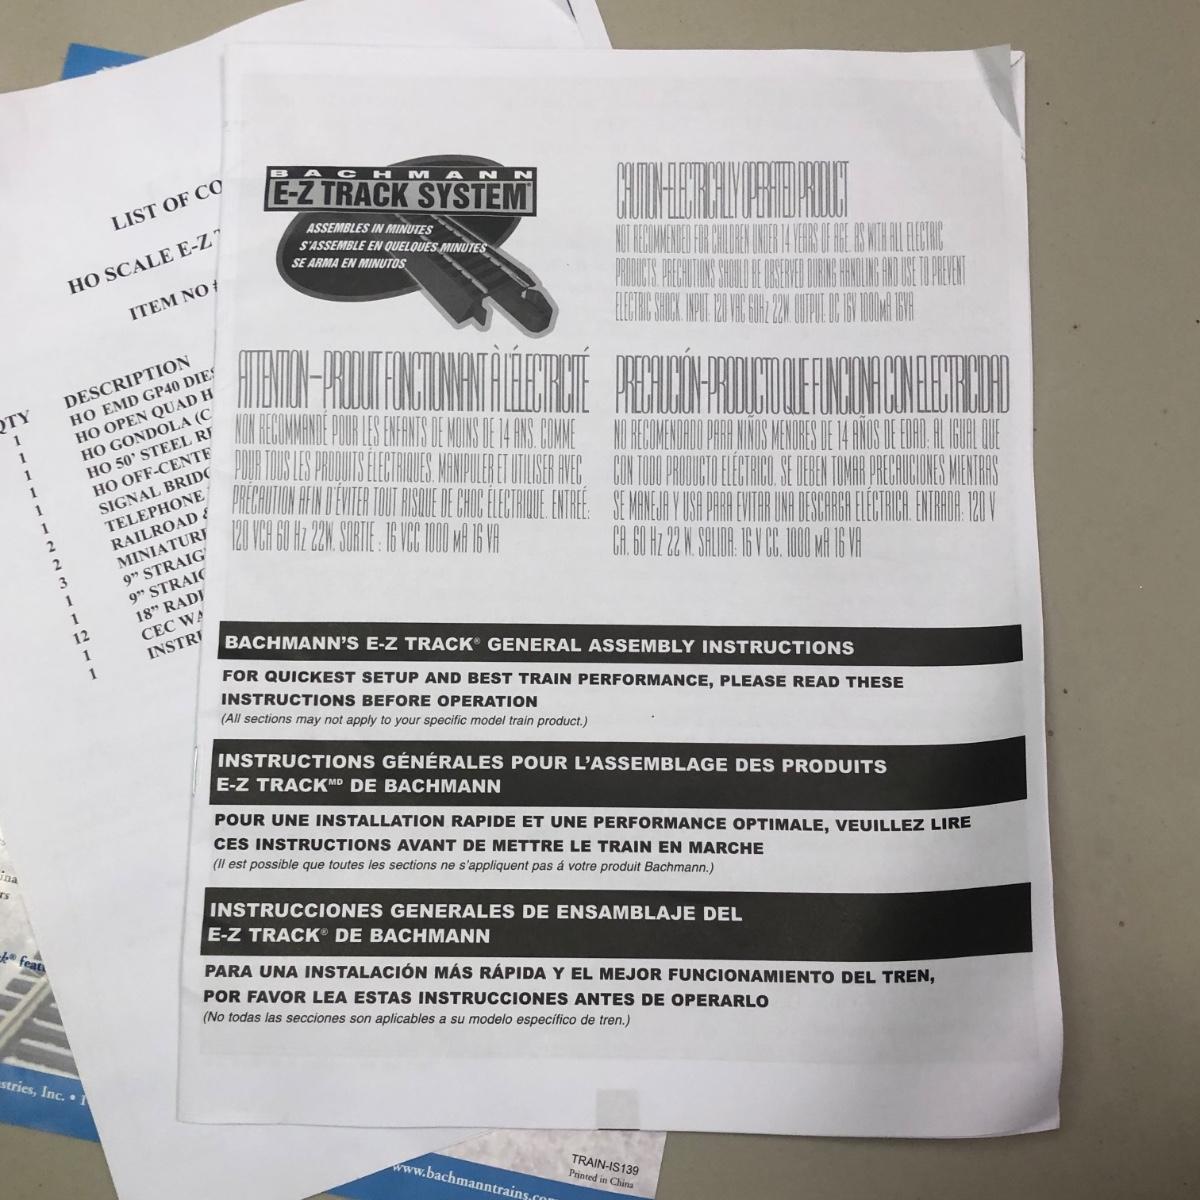 BACHMANN
E-Z TRACK SYSTEM®
ASSEMBLES IN MINUTES
S'ASSEMBLE EN QUELQUES MINUTES
SE ARMA EN MINUTOS
CAUTION-ELECTRICALLY OPERATED PRODUCT
NOT RECOMMENDED FOR CHILDREN UNDER 14 YEARS OF AGE. AS WITH ALL ELECTRIC
PRODUCTS, PRECAUTIONS SHOULD BE OBSERVED DURING HANDLING AND USE TO PREVENT
ELECTRIC SHOCK. INPUT: 120 VAC 60Hz 22W. OUTPUT: DC 16V 1000mA 16VA
ATTENTION—PRODUIT FONCTIONNANT À L'ÉLECTRICITÉ
NON RECOMMANDÉ POUR LES ENFANTS DE MOINS DE 14 ANS. COMME
POUR TOUS LES PRODUITS ÉLECTRIQUES, MANIPULER ET UTILISER AVEC
PRÉCAUTION AFIN D'ÉVITER TOUT RISQUE DE CHOC ÉLECTRIQUE. ENTRÉE:
120 VCA 60 Hz 22W. SORTIE : 16 VCC 1000 mA 16 VA
PRECAUCIÓN-PRODUCTO QUE FUNCIONA CON ELECTRICIDAD
NO RECOMENDADO PARA NIÑOS MENORES DE 14 AÑOS DE EDAD. AL IGUAL QUE
CON TODO PRODUCTO ELÉCTRICO, SE DEBEN TOMAR PRECAUCIONES MIENTRAS
SE MANEJA Y USA PARA EVITAR UNA DESCARGA ELÉCTRICA. ENTRADA: 120 V
CA. 60 Hz 22 W. SALIDA: 16 V CC. 1000 mA 16 VA
BACHMANN'S E-Z TRACK® GENERAL ASSEMBLY INSTRUCTIONS
FOR QUICKEST SETUP AND BEST TRAIN PERFORMANCE, PLEASE READ THESE
INSTRUCTIONS BEFORE OPERATION
(All sections may not apply to your specific model train product.)
INSTRUCTIONS GÉNÉRALES POUR L'ASSEMBLAGE DES PRODUITS
E-Z TRACKMD DE BACHMANN
POUR UNE INSTALLATION RAPIDE ET UNE PERFORMANCE OPTIMALE, VEUILLEZ LIRE
CES INSTRUCTIONS AVANT DE METTRE LE TRAIN EN MARCHE
(Il est possible que toutes les sections ne s'appliquent pas á votre produit Bachmann.)
INSTRUCCIONES GENERALES DE ENSAMBLAJE DEL
E-Z TRACK® DE BACHMANN
PARA UNA INSTALACIÓN MÁS RÁPIDA Y EL MEJOR FUNCIONAMIENTO DEL TREN,
POR FAVOR LEA ESTAS INSTRUCCIONES ANTES DE OPERARLO
(No todas las secciones son aplicables a su modelo específico de tren.)
LIST OF CO
HO SCALE E-Z
ITEM NO #
QTY DESCRIPTION
1 HO EMD GP40 DIES
1 HO OPEN QUAD H
1 HO GONDOLA (C
1 HO 50' STEEL RE
1 HO OFF-CENTE
1 SIGNAL BRIDG
2 TELEPHONE
2 RAILROAD &
3 MINIATURE
1 9" STRAIG
1 9" STRAIG
12 18" RADI
1 CEC WA
1 INSTRU
www.bachmanntrains.co
TRAIN-IS139
Printed in China
stries, Inc. •